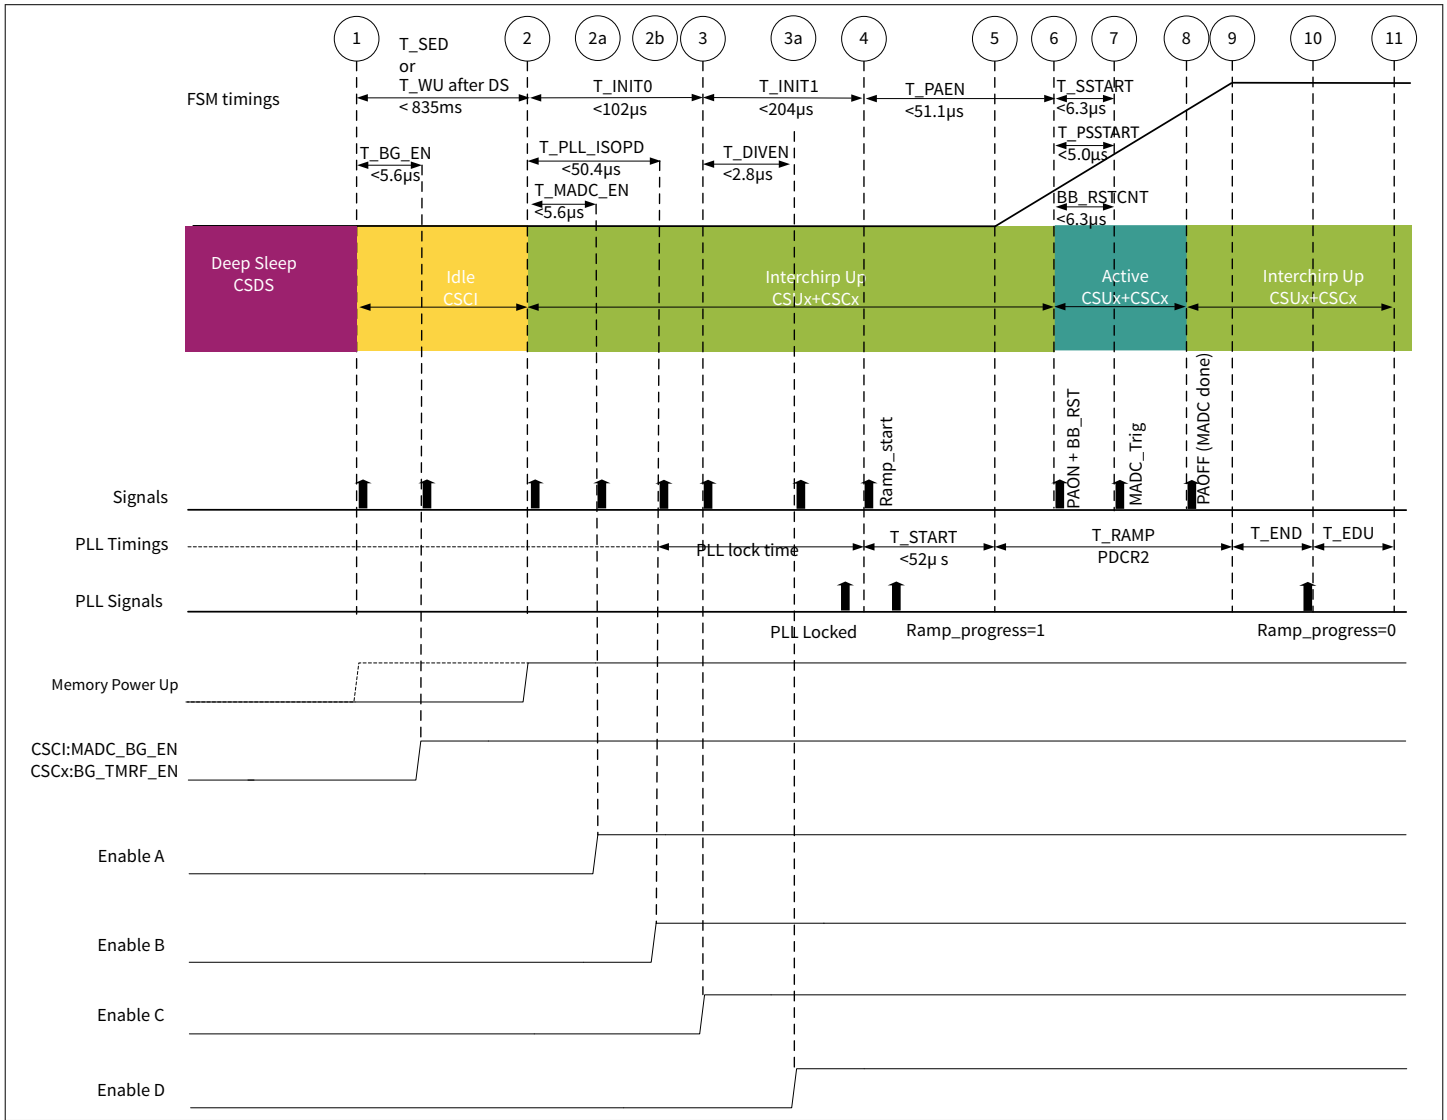 1
2
2a
2b
3
3a
4
5
6
7
8
9
10
11
T_SED
or
T_WU after DS
< 835ms
FSM timings
T_INIT0
<102µs
T_INIT1
<204µs
T_PAEN
<51.1µs
T_SSTART
<6.3µs
T_PSSTART
<5.0µs
T_BG_EN
<5.6µs
T_PLL_ISOPD
<50.4µs
T_DIVEN
<2.8µs
T_MADC_EN
<5.6µs
BB_RSTCNT
<6.3µs
Deep Sleep
CSDS
Idle
CSCI
Interchirp Up
CSUx+CSCx
Active
CSUx+CSCx
Interchirp Up
CSUx+CSCx
Ramp_start
PAON + BB_RST
MADC_Trig
PAOFF (MADC done)
Signals
PLL Timings
PLL lock time
T_START
<52µ s
T_RAMP
PDCR2
T_END
T_EDU
PLL Signals
PLL Locked
Ramp_progress=1
Ramp_progress=0
Memory Power Up
CSCI:MADC_BG_EN
CSCx:BG_TMRF_EN
Enable A
Enable B
Enable C
Enable D